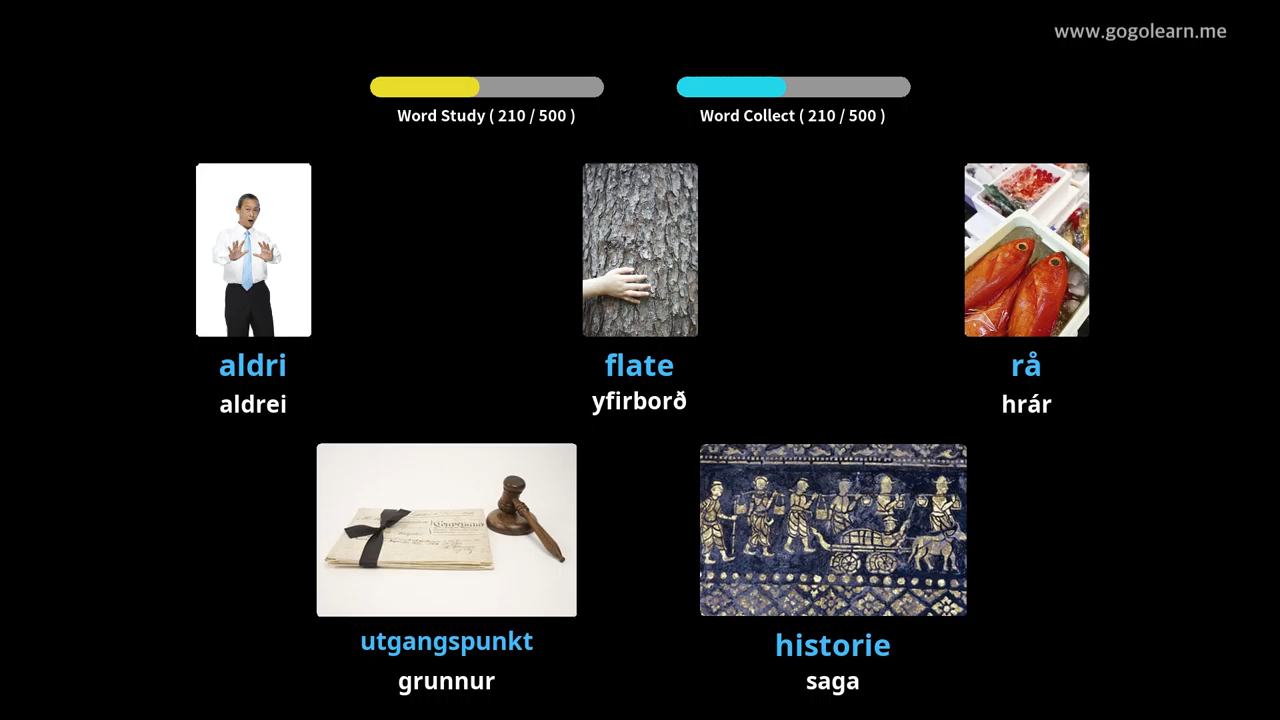 www.gogolearn.me
Word Study ( 210 / 500 )
Word Collect ( 210 / 500 )
aldri
aldrei
flate
yfirborð
rå
hrár
utgangspunkt
grunnur
historie
saga